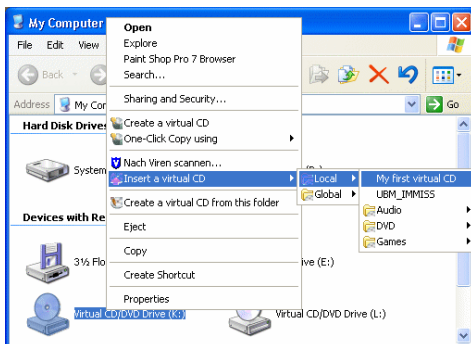 My Computer
File Edit View
Back
Address My Cor
Go
Hard Disk Drives
System
Devices with Re
3½ Flo
ive (E:)
Virtual CD/DVD Drive (K:)
Virtual CD/DVD Drive (L:)
Open
Explore
Paint Shop Pro 7 Browser
Search...
Sharing and Security...
Create a virtual CD
One-Click Copy using
Nach Viren scannen...
Insert a virtual CD
Create a virtual CD from this folder
Eject
Copy
Create Shortcut
Properties
Local
Global
My first virtual CD
UBM_IMMISS
Audio
DVD
Games